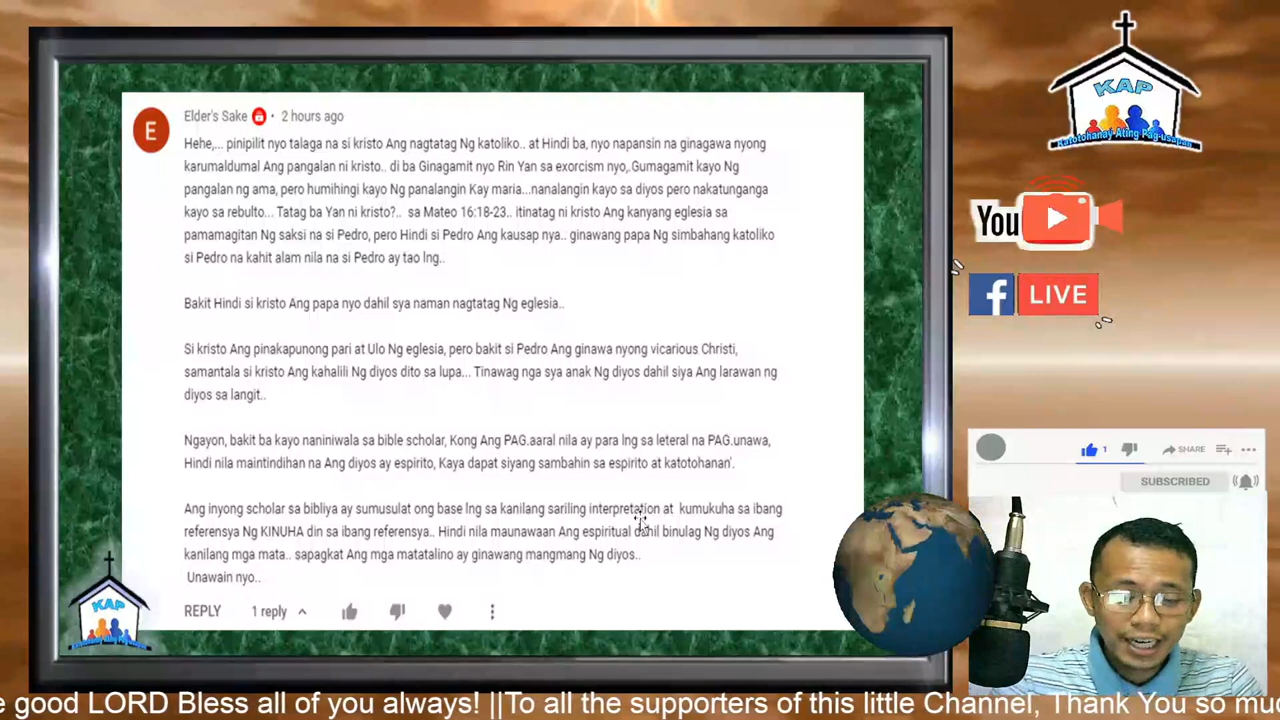 Elder's Sake • 2 hours ago
E
Hehe,... pinipilit nyo talaga na si kristo Ang nagtatag Ng katoliko.. at Hindi ba, nyo napansin na ginagawa nyong
karumaldumal Ang pangalan ni kristo.. di ba Ginagamit nyo Rin Yan sa exorcism nyo,.Gumagamit kayo Ng
pangalan ng ama, pero humihingi kayo Ng panalangin Kay maria...nanalangin kayo sa diyos pero nakatunganga
kayo sa rebulto... Tatag ba Yan ni kristo?.. sa Mateo 16:18-23.. itinatag ni kristo Ang kanyang eglesia sa
pamamagitan Ng saksi na si Pedro, pero Hindi si Pedro Ang kausap nya.. ginawang papa Ng simbahang katoliko
si Pedro na kahit alam nila na si Pedro ay tao lng..
Bakit Hindi si kristo Ang papa nyo dahil sya naman nagtatag Ng eglesia..
Si kristo Ang pinakapunong pari at Ulo Ng eglesia, pero bakit si Pedro Ang ginawa nyong vicarious Christi,
samantala si kristo Ang kahalili Ng diyos dito sa lupa... Tinawag nga sya anak Ng diyos dahil siya Ang larawan ng
diyos sa langit..
Ngayon, bakit ba kayo naniniwala sa bible scholar, Kong Ang PAG.aaral nila ay para lng sa leteral na PAG.unawa,
Hindi nila maintindihan na Ang diyos ay espirito, Kaya dapat siyang sambahin sa espirito at katotohanan'.
Ang inyong scholar sa bibliya ay sumusulat ong base lng sa kanilang sariling interpretation at kumukuha sa ibang
referensya Ng KINUHA din sa ibang referensya.. Hindi nila maunawaan Ang espiritual dahil binulag Ng diyos Ang
kanilang mga mata.. sapagkat Ang mga matatalino ay ginawang mangmang Ng diyos..
Unawain nyo..
REPLY 1 reply
KAP
Katotohanay Ating Pag-usapan
You
f LIVE
1 SHARE
SUBSCRIBED
KAP
Katotohanay Ating Pag-usapan
e good LORD Bless all of you always! ||To all the supporters of this little Channel, Thank You so muc